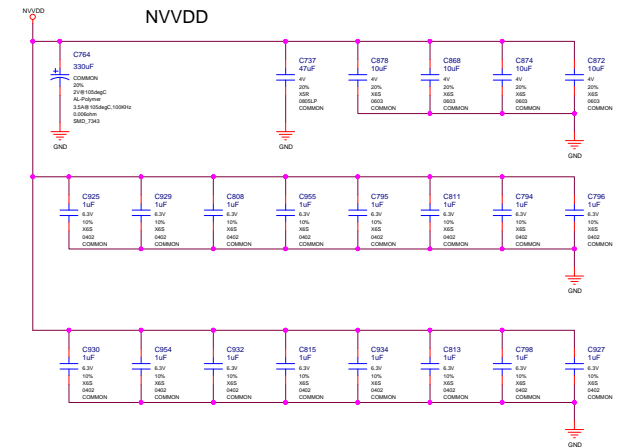 NVVDD
NVVDD
C764
330uF
COMMON
20%
2V@105degC
AL-Polymer
3.5A@105degC,100KHz
0.006ohm
SMD_7343
GND
C737
47uF
4V
20%
X5R
0805LP
COMMON
GND
C878
10uF
4V
20%
X6S
0603
COMMON
C868
10uF
4V
20%
X6S
0603
COMMON
C874
10uF
4V
20%
X6S
0603
COMMON
C872
10uF
4V
20%
X6S
0603
COMMON
GND
C925
1uF
6.3V
10%
X6S
0402
COMMON
C929
1uF
6.3V
10%
X6S
0402
COMMON
C808
1uF
6.3V
10%
X6S
0402
COMMON
C955
1uF
6.3V
10%
X6S
0402
COMMON
C795
1uF
6.3V
10%
X6S
0402
COMMON
C811
1uF
6.3V
10%
X6S
0402
COMMON
C794
1uF
6.3V
10%
X6S
0402
COMMON
C796
1uF
6.3V
10%
X6S
0402
COMMON
GND
C930
1uF
6.3V
10%
X6S
0402
COMMON
C954
1uF
6.3V
10%
X6S
0402
COMMON
C932
1uF
6.3V
10%
X6S
0402
COMMON
C815
1uF
6.3V
10%
X6S
0402
COMMON
C934
1uF
6.3V
10%
X6S
0402
COMMON
C813
1uF
6.3V
10%
X6S
0402
COMMON
C798
1uF
6.3V
10%
X6S
0402
COMMON
C927
1uF
6.3V
10%
X6S
0402
COMMON
GND